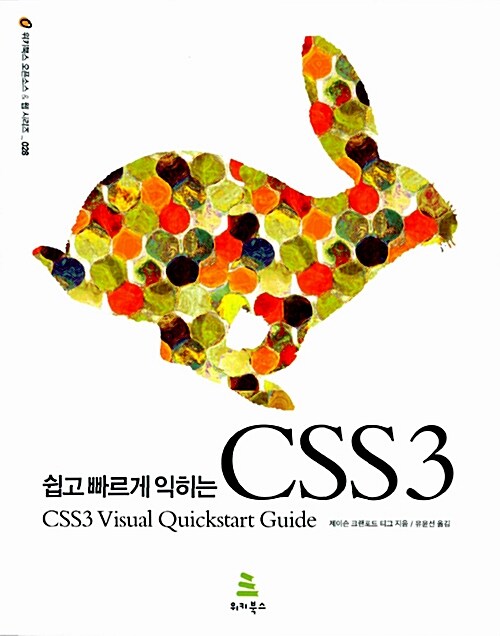 위키북스 오픈소스 & 웹 시리즈 _ 028
쉽고 빠르게 익히는 CSS3
CSS3 Visual Quickstart Guide
제이슨 크랜포드 티그 지음 / 유윤선 옮김
위키북스